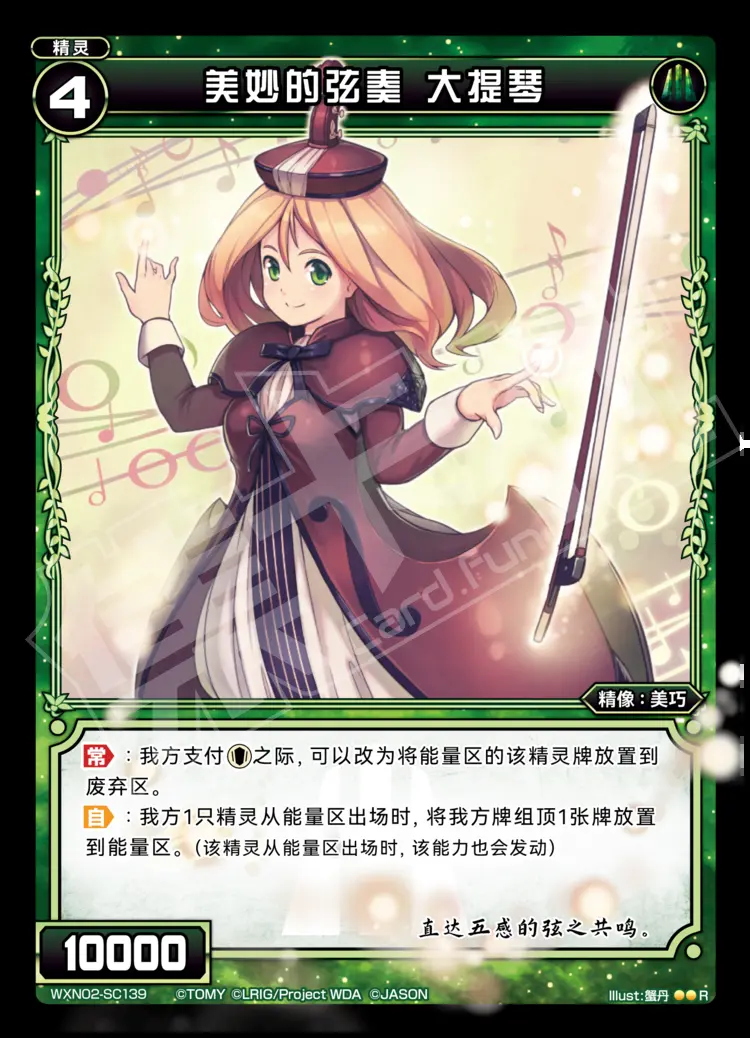 精灵
4
美妙的弦奏 大提琴
集卡
Card.Fun
精像：美巧
常：我方支付之际，可以改为将能量区的该精灵牌放置到
废弃区。
自：我方1只精灵从能量区出场时，将我方牌组顶1张牌放置
到能量区。（该精灵从能量区出场时，该能力也会发动）
直达五感的弦之共鸣。
10000
WXN02-SC139 ©TOMY ©LRIG/Project WDA ©JASON
Illust:蟹丹 R